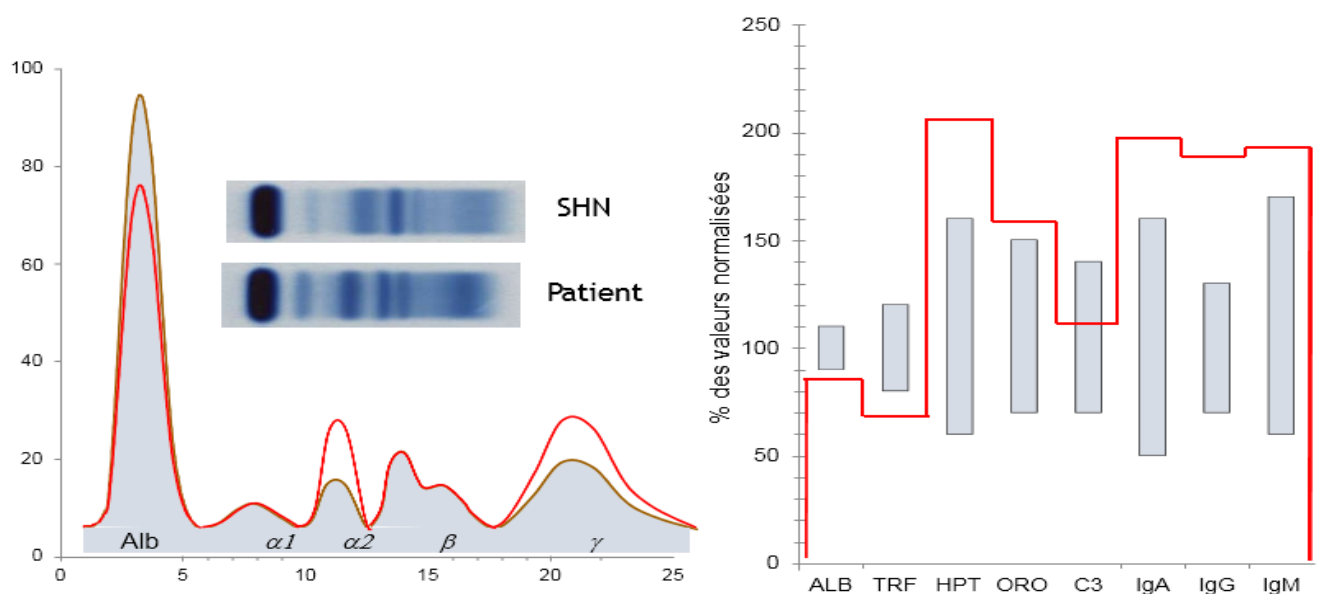 100
80
60
40
20
0
0 5 10 15 20 25
Alb α1 α2 β γ
SHN
Patient
% des valeurs normalisées
250
200
150
100
50
0
ALB TRF HPT ORO C3 IgA IgG IgM